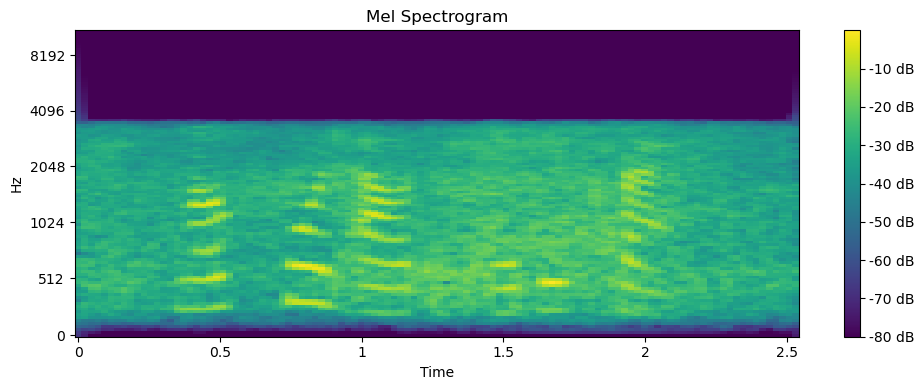 Mel Spectrogram
Hz
8192
4096
2048
1024
512
0
0
0.5
1
1.5
2
2.5
Time
-10 dB
-20 dB
-30 dB
-40 dB
-50 dB
-60 dB
-70 dB
-80 dB